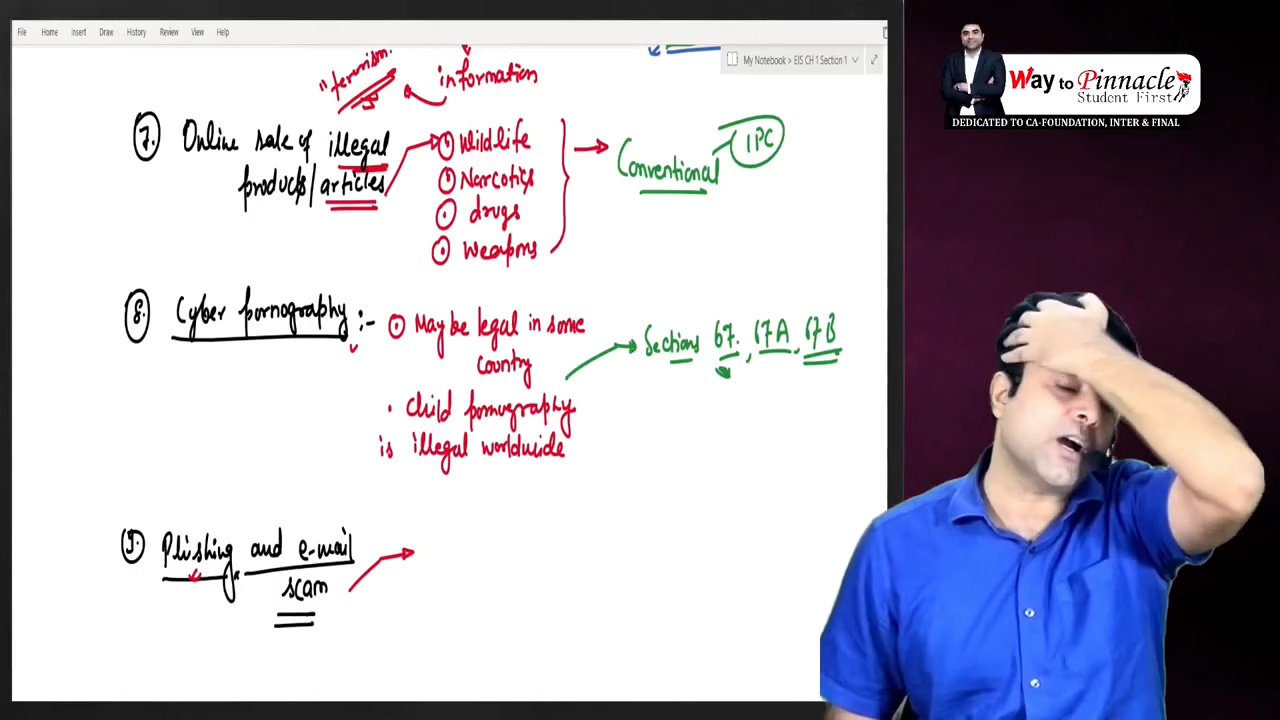 File Home Insert Draw History Review View Help
My Notebook > EIS CH 1 Section 1
Way to Pinnacle
Student First
DEDICATED TO CA-FOUNDATION, INTER & FINAL
"terrorism.
information
7. Online sale of illegal
products/articles
Wildlife
Narcotics
drugs
Weapons
Conventional
IPC
8. Cyber pornography :-
May be legal in some
country
Child pornography
is illegal worldwide
Sections 67, 67A, 67B
Phishing and e-mail
scam